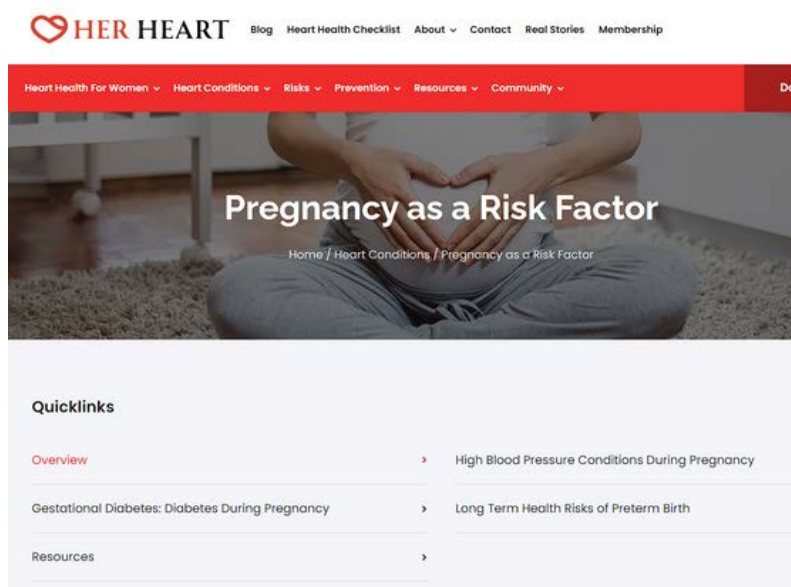 HER HEART
Blog Heart Health Checklist About Contact Real Stories Membership
Heart Health For Women Heart Conditions Risks Prevention Resources Community
Pregnancy as a Risk Factor
Home / Heart Conditions / Pregnancy as a Risk Factor
Quicklinks
Overview
High Blood Pressure Conditions During Pregnancy
Gestational Diabetes: Diabetes During Pregnancy
Long Term Health Risks of Preterm Birth
Resources